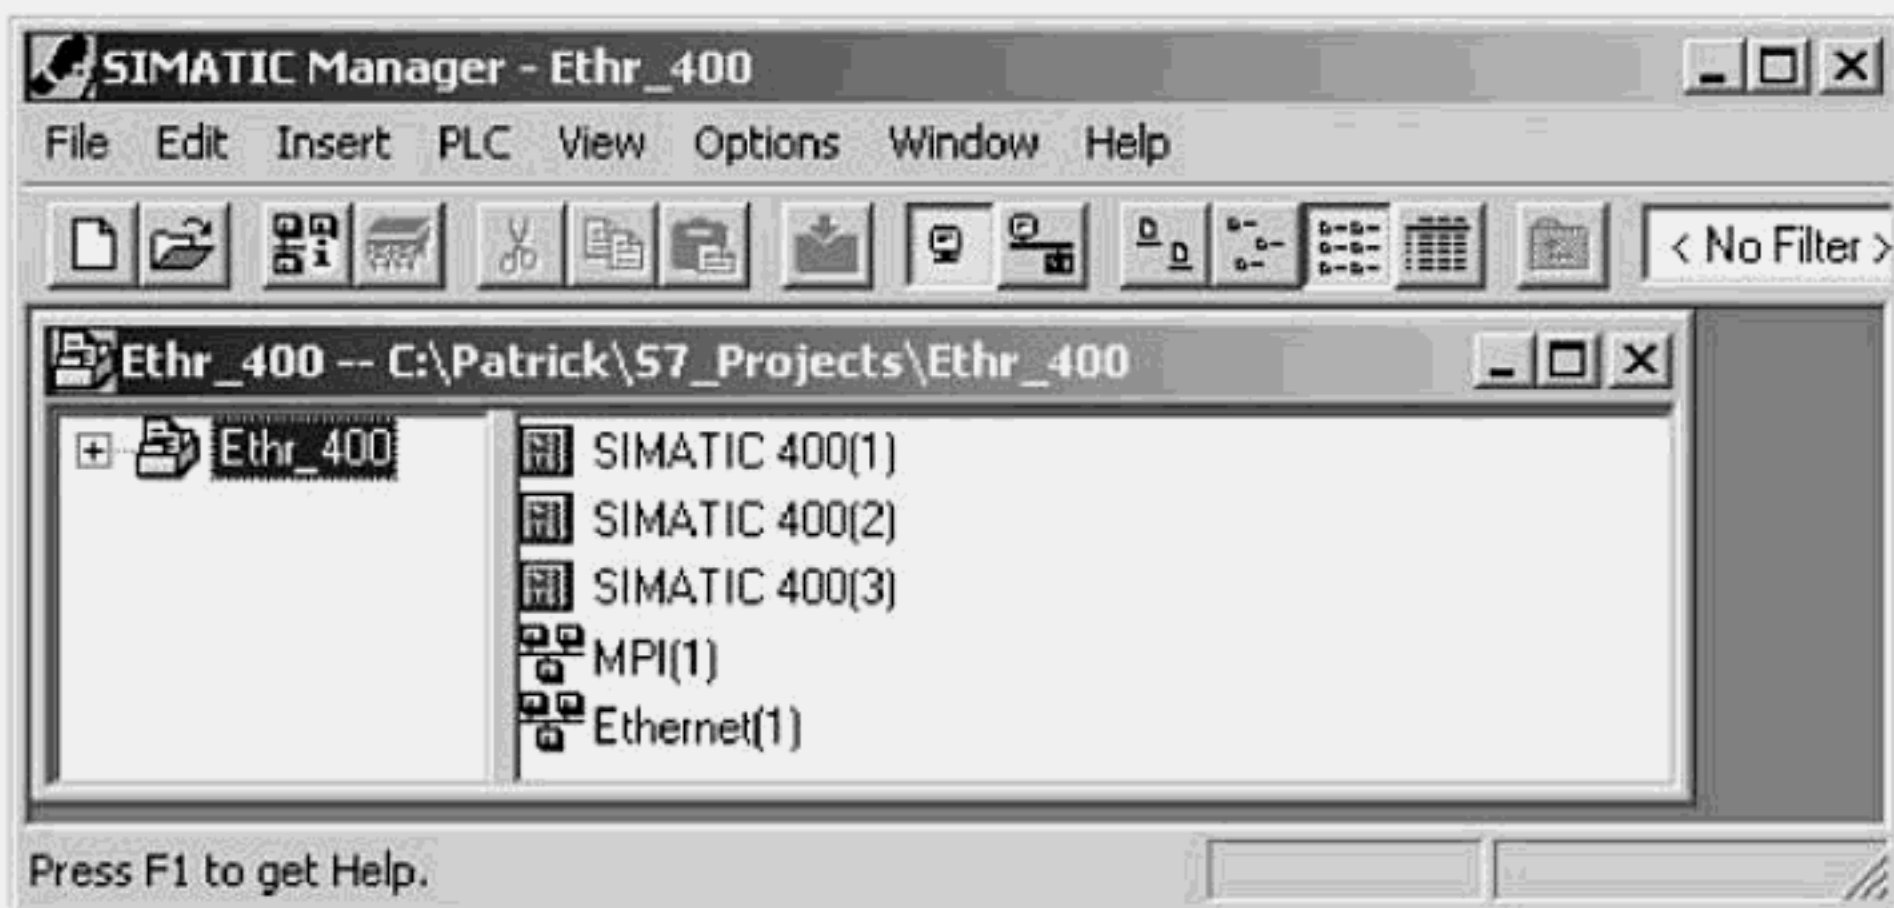 SIMATIC Manager - Ethr_400
File Edit Insert PLC View Options Window Help
< No Filter >
Ethr_400 -- C:\Patrick\S7_Projects\Ethr_400
Ethr_400
SIMATIC 400(1)
SIMATIC 400(2)
SIMATIC 400(3)
MPI(1)
Ethernet(1)
Press F1 to get Help.